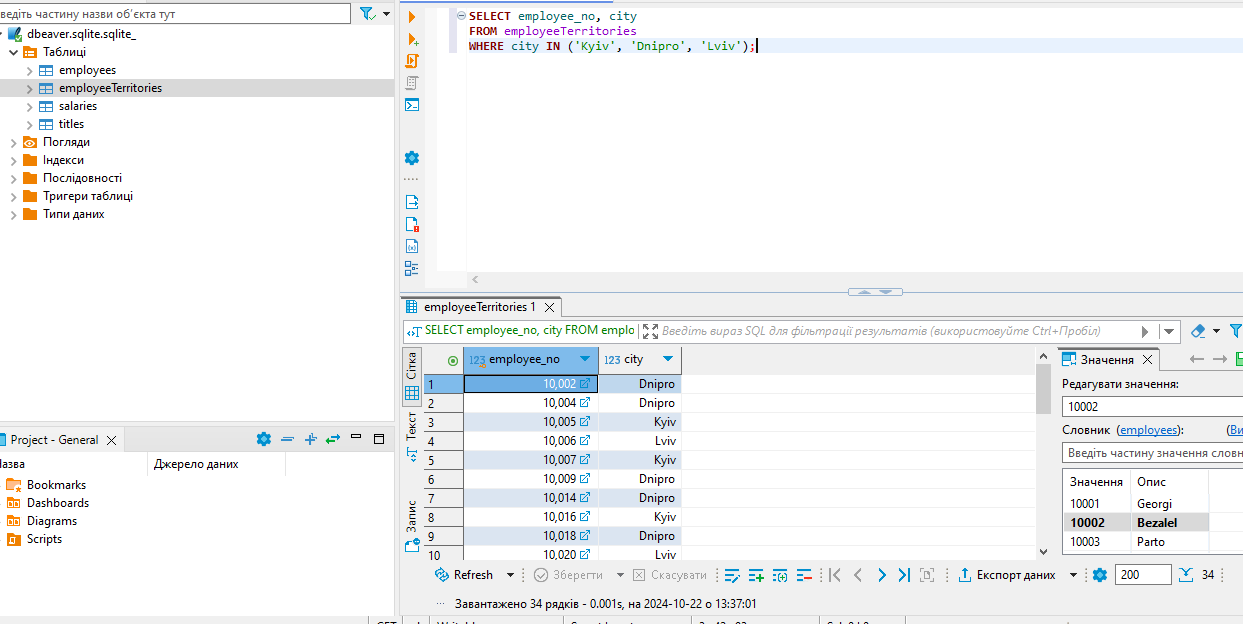 ведіть частину назви об'єкта тут
dbeaver.sqlite.sqlite_
Таблиці
employees
employeeTerritories
salaries
titles
Погляди
Індекси
Послідовності
Тригери таблиці
Типи даних
Project - General
Назва
Джерело даних
Bookmarks
Dashboards
Diagrams
Scripts
SELECT employee_no, city
FROM employeeTerritories
WHERE city IN ('Kyiv', 'Dnipro', 'Lviv');
employeeTerritories 1
SELECT employee_no, city FROM emplo
Введіть вираз SQL для фільтрації результатів (використовуйте Ctrl+Пробіл)
Сітка
Текст
Запис
123 employee_no 123 city
1 10,002 Dnipro
2 10,004 Dnipro
3 10,005 Kyiv
4 10,006 Lviv
5 10,007 Kyiv
6 10,009 Dnipro
7 10,014 Dnipro
8 10,016 Kyiv
9 10,018 Dnipro
10 10,020 Lviv
Значення
Редагувати значення:
10002
Словник (employees): (Ви
Введіть частину значення словн
Значення Опис
10001 Georgi
10002 Bezalel
10003 Parto
Refresh Зберегти Скасувати Експорт данних 200 34
Завантажено 34 рядків - 0.001s, на 2024-10-22 о 13:37:01